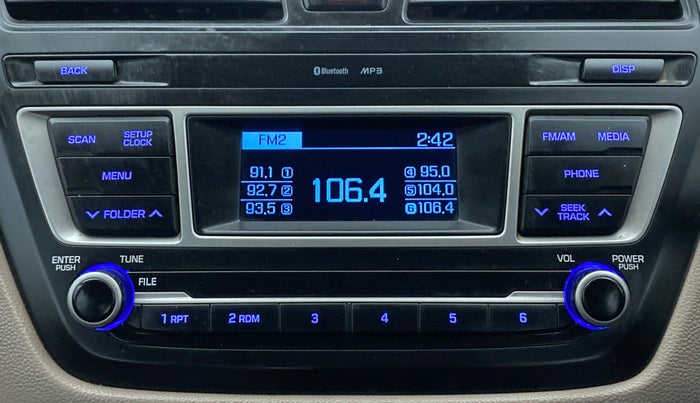 BACK
Bluetooth MP3
DISP
SCAN
SETUP
CLOCK
FM2
2:42
FM/AM
MEDIA
MENU
91.1 1
92.7 2
93.5 3
106.4
4 95.0
5 104.0
6 106.4
PHONE
FOLDER
SEEK
TRACK
ENTER
PUSH
TUNE
FILE
VOL
POWER
PUSH
1 RPT
2 RDM
3
4
5
6